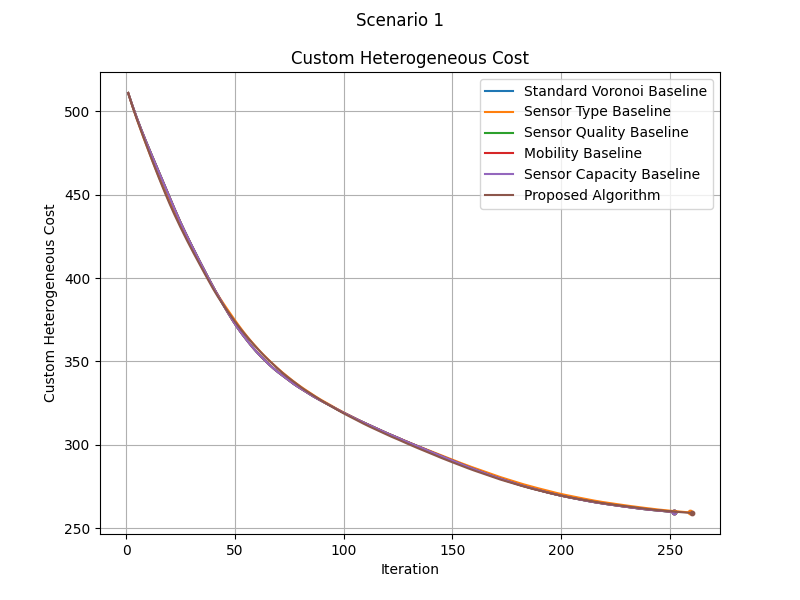 Scenario 1
Custom Heterogeneous Cost
Custom Heterogeneous Cost
500
450
400
350
300
250
Standard Voronoi Baseline
Sensor Type Baseline
Sensor Quality Baseline
Mobility Baseline
Sensor Capacity Baseline
Proposed Algorithm
0 50 100 150 200 250
Iteration